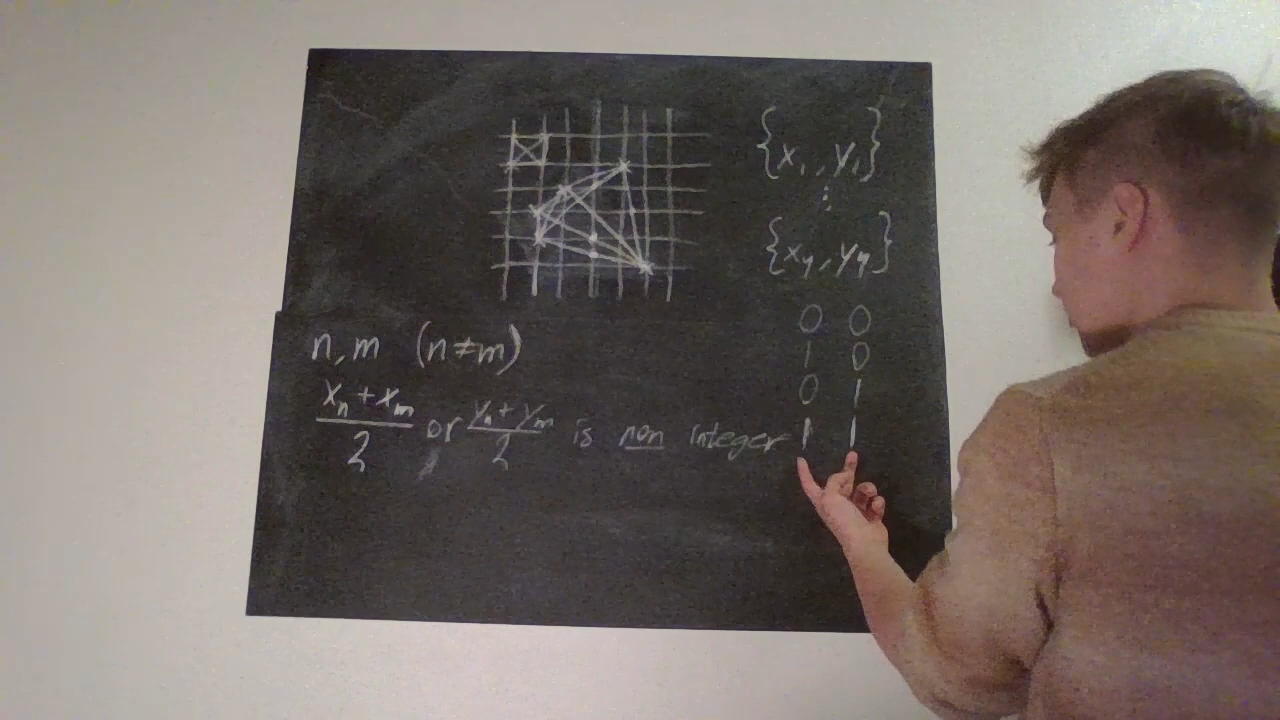 {x₁, y₁}
⋮
{x₄, y₄}
0 0
1 0
0 1
1 1
n, m (n≠m)
(xₙ + xₘ)/2 or (yₙ + yₘ)/2 is non integer